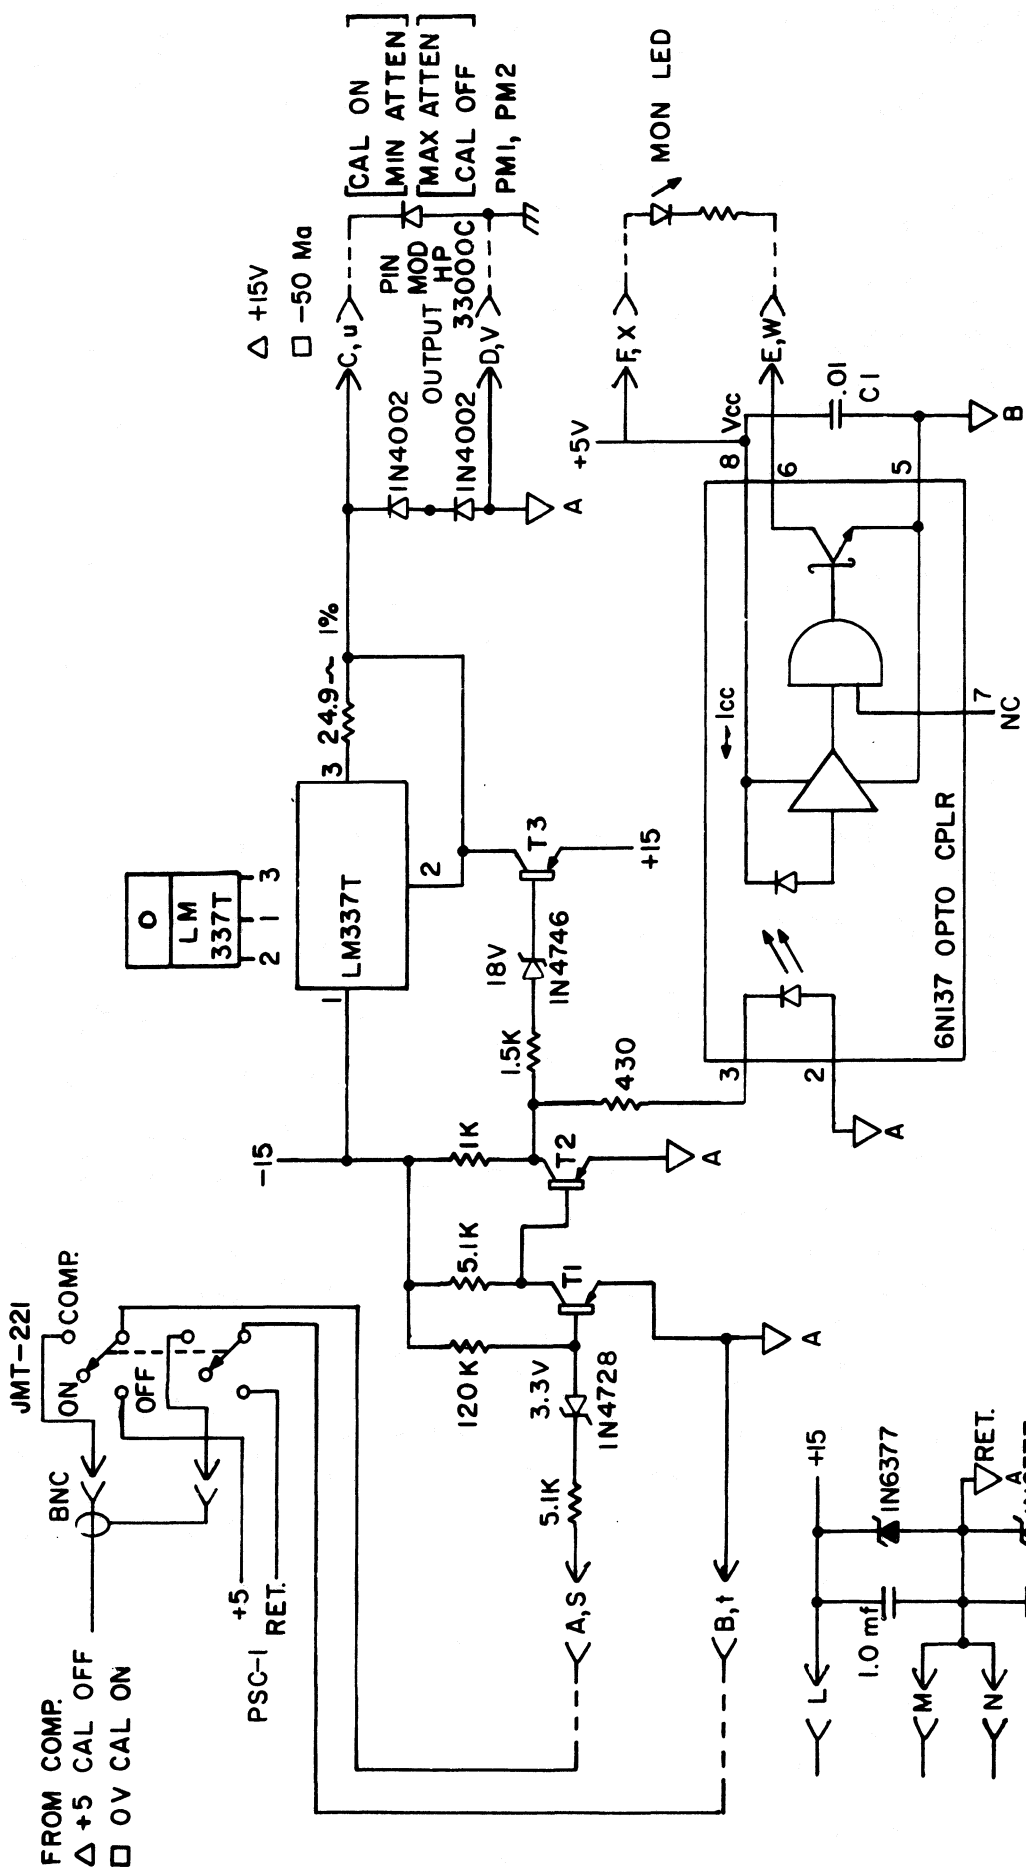 FROM COMP.
△ +5 CAL OFF
□ 0V CAL ON
BNC
JMT-221
COMP.
ON
OFF
+5
PSC-1
RET.
-15
120K
5.1K
1K
5.1K
3.3V
1N4728
T1
T2
A
A
A,S
B,t
1.5K
18V
1N4746
430
T3
+15
LM
337T
2 1 3
LM337T
1
3
2
24.9~ 1%
1N4002
1N4002
A
△ +15V
□ -50 Ma
C,u
PIN
MOD
OUTPUT HP
33000C
D,V
CAL ON
MIN ATTEN
MAX ATTEN
CAL OFF
PM1, PM2
+5V
F,X
MON LED
E,W
3
2
A
6N137 OPTO CPLR
Icc
8
Vcc
6
5
7
NC
.01
C1
B
L
M
N
1.0mf
+15
1N6377
RET.
A